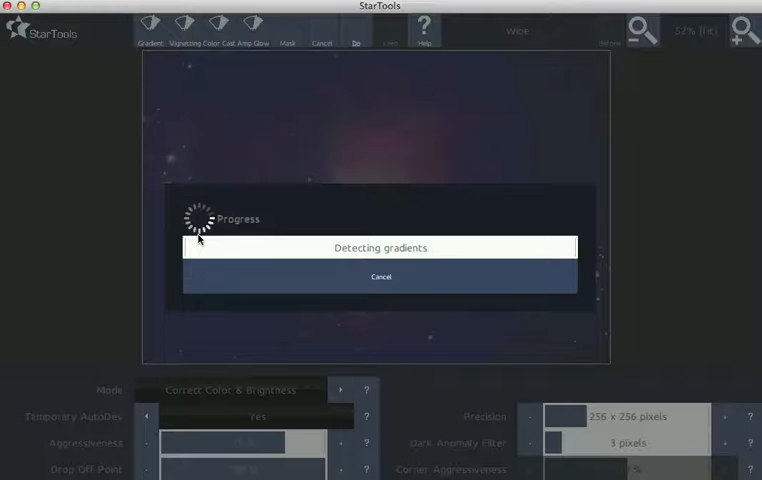 StarTools
StarTools
Gradient Vignetting Color Cast Amp Glow Mask Cancel Do Help
Wipe
Before
Progress
Detecting gradients
Cancel
Mode Correct Color & Brightness ?
Temporary AutoDev Yes ? Precision 256 x 256 pixels ?
Aggressiveness ? Dark Anomaly Filter 3 pixels ?
Drop Off Point ? Corner Aggressiveness ?